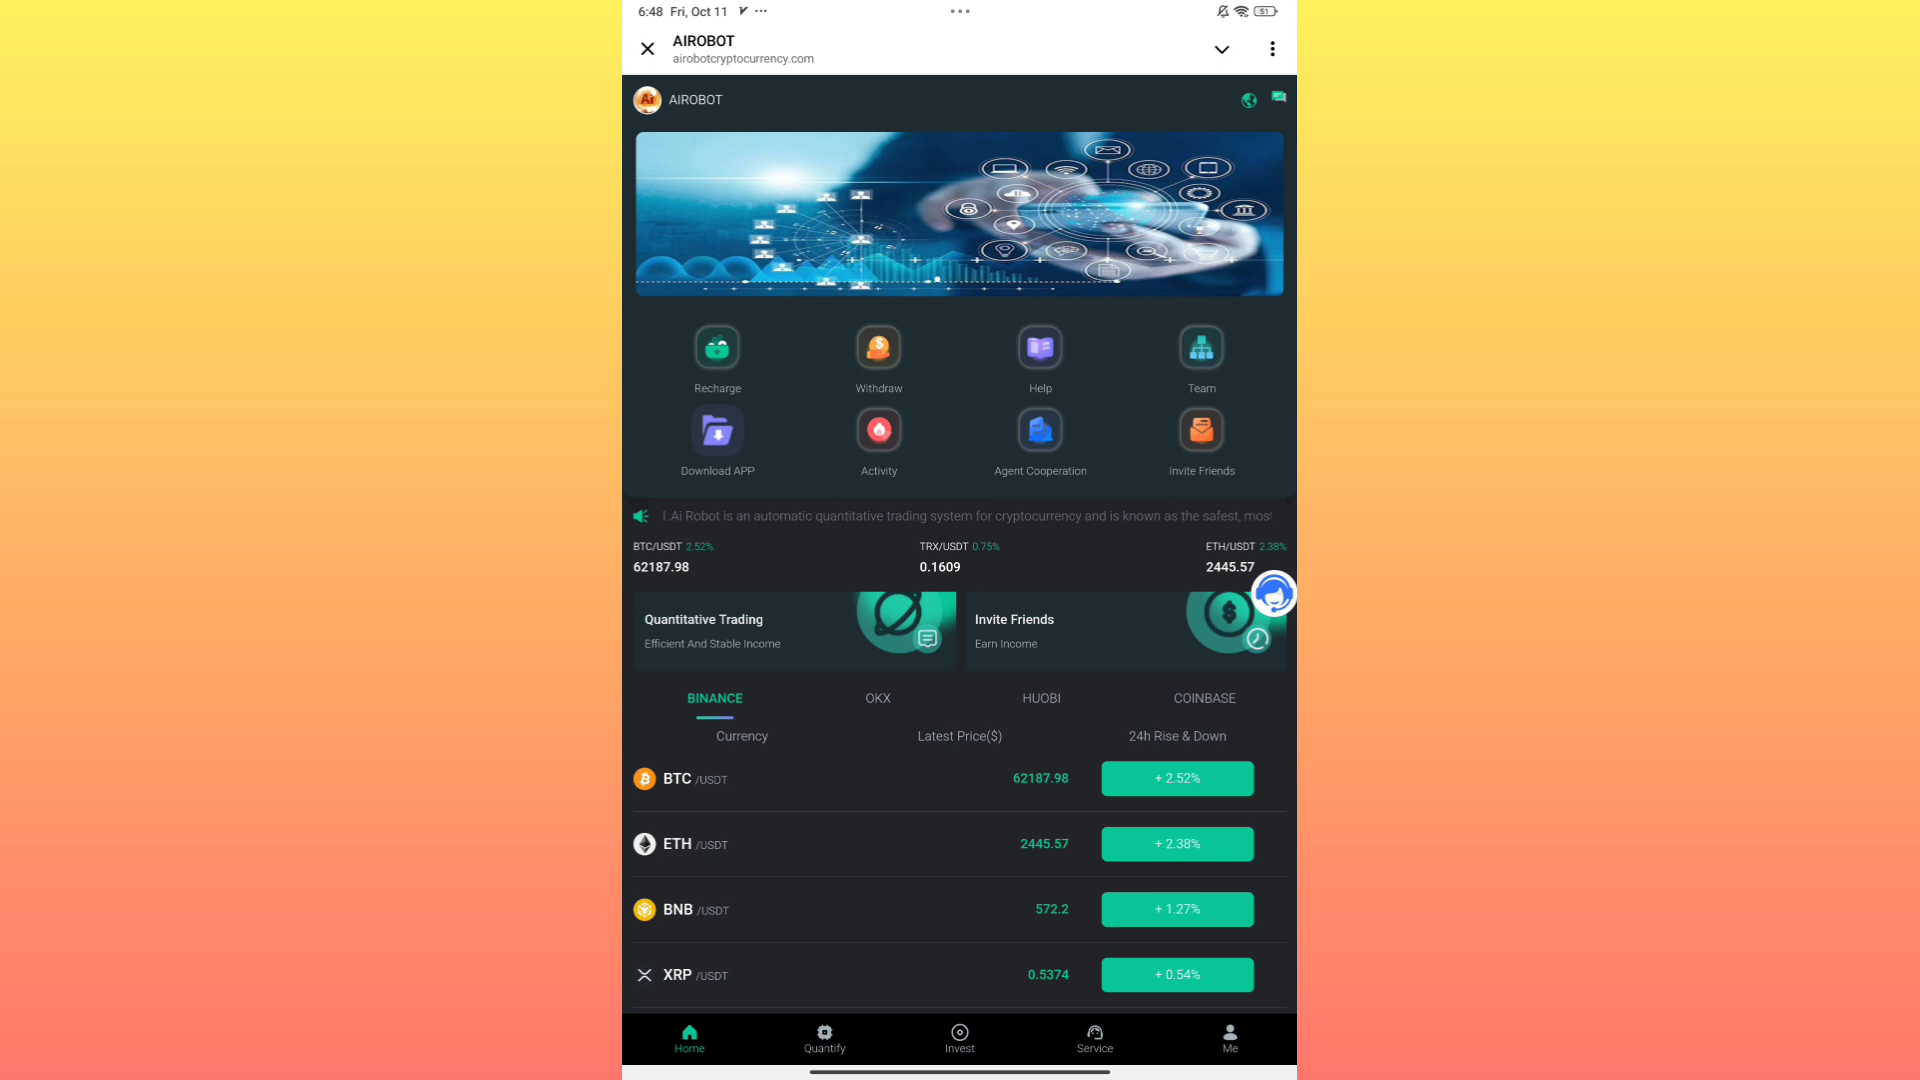 6:48 Fri, Oct 11
51
AIROBOT
airobotcryptocurrency.com
Ai AIROBOT
Recharge
Withdraw
Help
Team
Download APP
Activity
Agent Cooperation
Invite Friends
1.Ai Robot is an automatic quantitative trading system for cryptocurrency and is known as the safest, most
BTC/USDT 2.52%
TRX/USDT 0.75%
ETH/USDT 2.38%
62187.98
0.1609
2445.57
Quantitative Trading
Efficient And Stable Income
Invite Friends
Earn Income
BINANCE
OKX
HUOBI
COINBASE
Currency
Latest Price($)
24h Rise & Down
BTC /USDT
62187.98
+ 2.52%
ETH /USDT
2445.57
+ 2.38%
BNB /USDT
572.2
+ 1.27%
XRP /USDT
0.5374
+ 0.54%
Home
Quantify
Invest
Service
Me